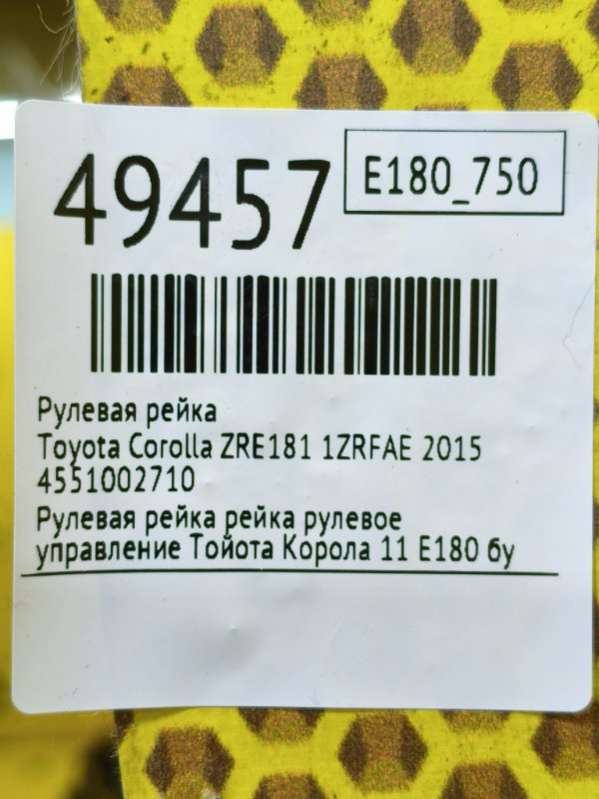 49457
E180_750
Рулевая рейка
Toyota Corolla ZRE181 1ZRFAE 2015
4551002710
Рулевая рейка рейка рулевое
управление Тойота Корола 11 Е180 бу